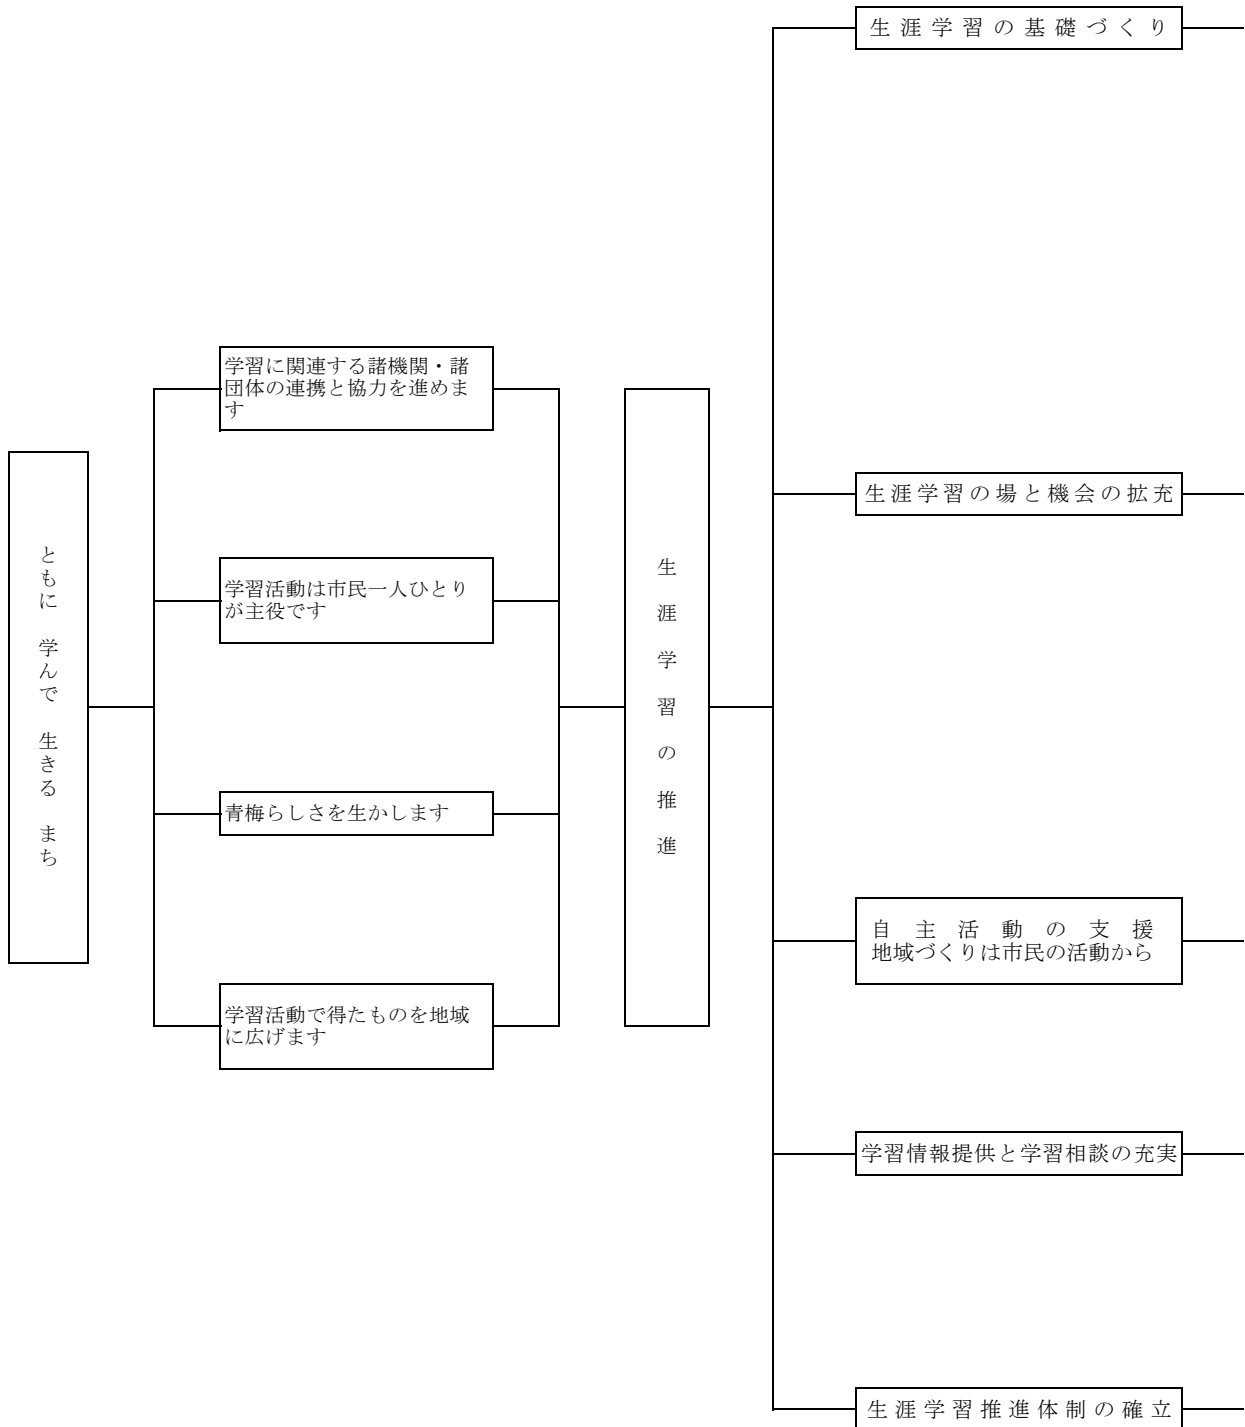 ともに 学んで 生きる まち
学習に関連する諸機関・諸
団体の連携と協力を進めま
す
学習活動は市民一人ひとり
が主役です
青梅らしさを生かします
学習活動で得たものを地域
に広げます
生涯学習の推進
生涯学習の基礎づくり
生涯学習の場と機会の拡充
自主活動の支援
地域づくりは市民の活動から
学習情報提供と学習相談の充実
生涯学習推進体制の確立